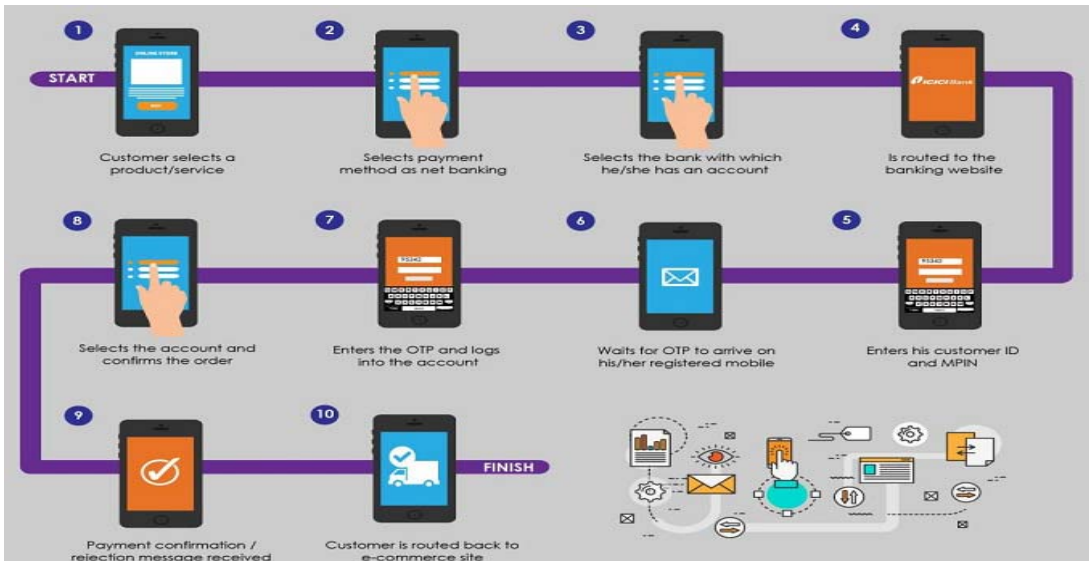 1
2
3
4
START
ONLINE STORE
BUY
ICICI Bank
Customer selects a
product/service
Selects payment
method as net banking
Selects the bank with which
he/she has an account
Is routed to the
banking website
8
7
6
5
95242
95242
Selects the account and
confirms the order
Enters the OTP and logs
into the account
Waits for OTP to arrive on
his/her registered mobile
Enters his customer ID
and MPIN
9
10
FINISH
Payment confirmation /
rejection message received
Customer is routed back to
e-commerce site